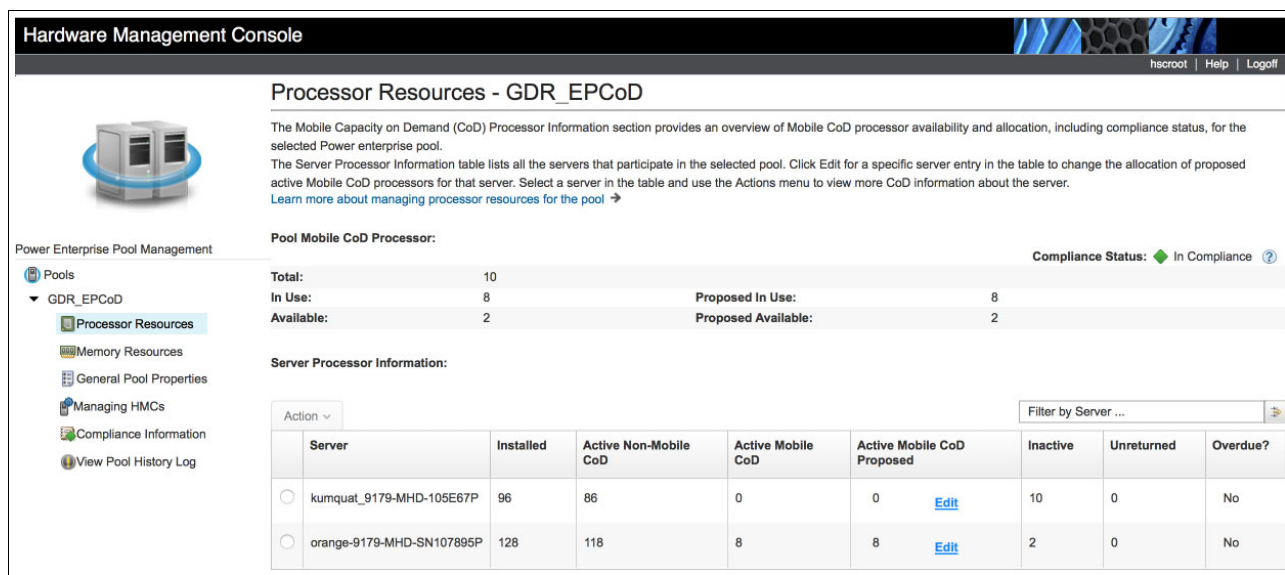 Hardware Management Console
hscroot | Help | Logoff
Processor Resources - GDR_EPCoD
The Mobile Capacity on Demand (CoD) Processor Information section provides an overview of Mobile CoD processor availability and allocation, including compliance status, for the
selected Power enterprise pool.
The Server Processor Information table lists all the servers that participate in the selected pool. Click Edit for a specific server entry in the table to change the allocation of proposed
active Mobile CoD processors for that server. Select a server in the table and use the Actions menu to view more CoD information about the server.
Learn more about managing processor resources for the pool
Power Enterprise Pool Management
Pools
GDR_EPCoD
Processor Resources
Memory Resources
General Pool Properties
Managing HMCs
Compliance Information
View Pool History Log
Pool Mobile CoD Processor:
Compliance Status: In Compliance ?
Total: 10
In Use: 8 Proposed In Use: 8
Available: 2 Proposed Available: 2
Server Processor Information:
Action
Filter by Server ...
Server Installed Active Non-Mobile CoD Active Mobile CoD Active Mobile CoD Proposed Inactive Unreturned Overdue?
kumquat_9179-MHD-105E67P 96 86 0 0 Edit 10 0 No
orange-9179-MHD-SN107895P 128 118 8 8 Edit 2 0 No